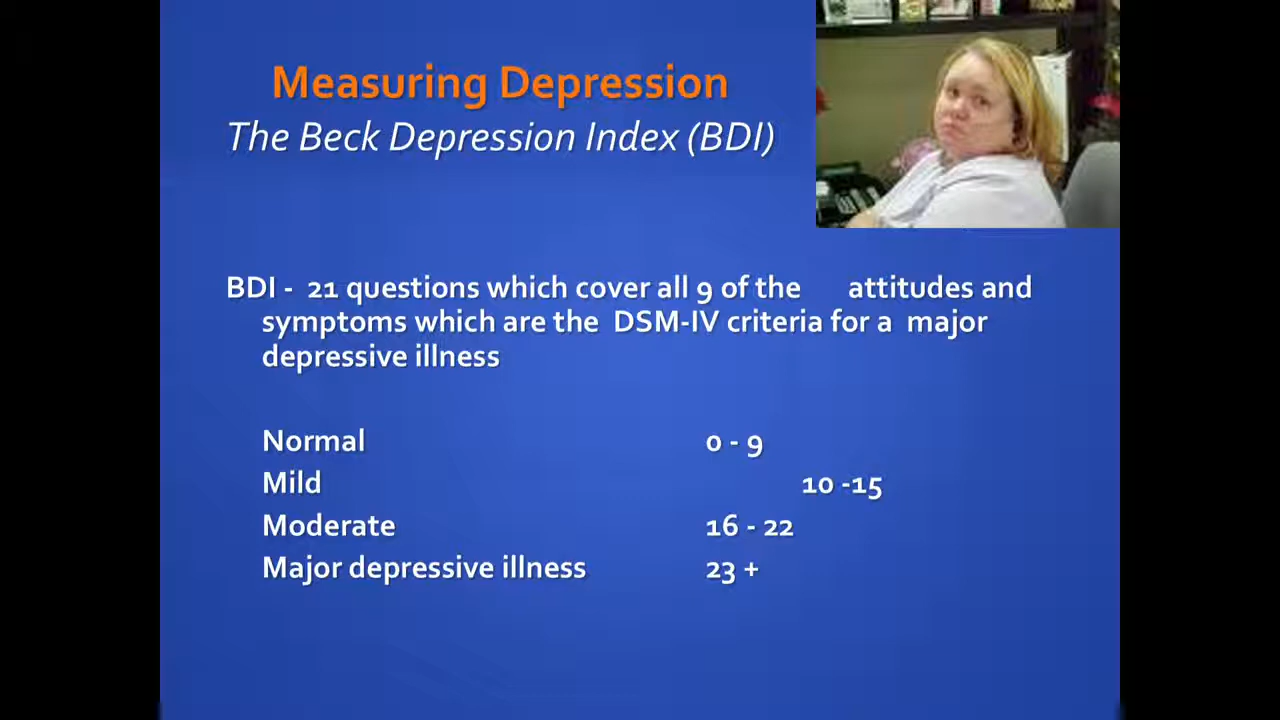 Measuring Depression
The Beck Depression Index (BDI)
BDI - 21 questions which cover all 9 of the attitudes and
symptoms which are the DSM-IV criteria for a major
depressive illness
Normal 0 - 9
Mild 10 -15
Moderate 16 - 22
Major depressive illness 23 +